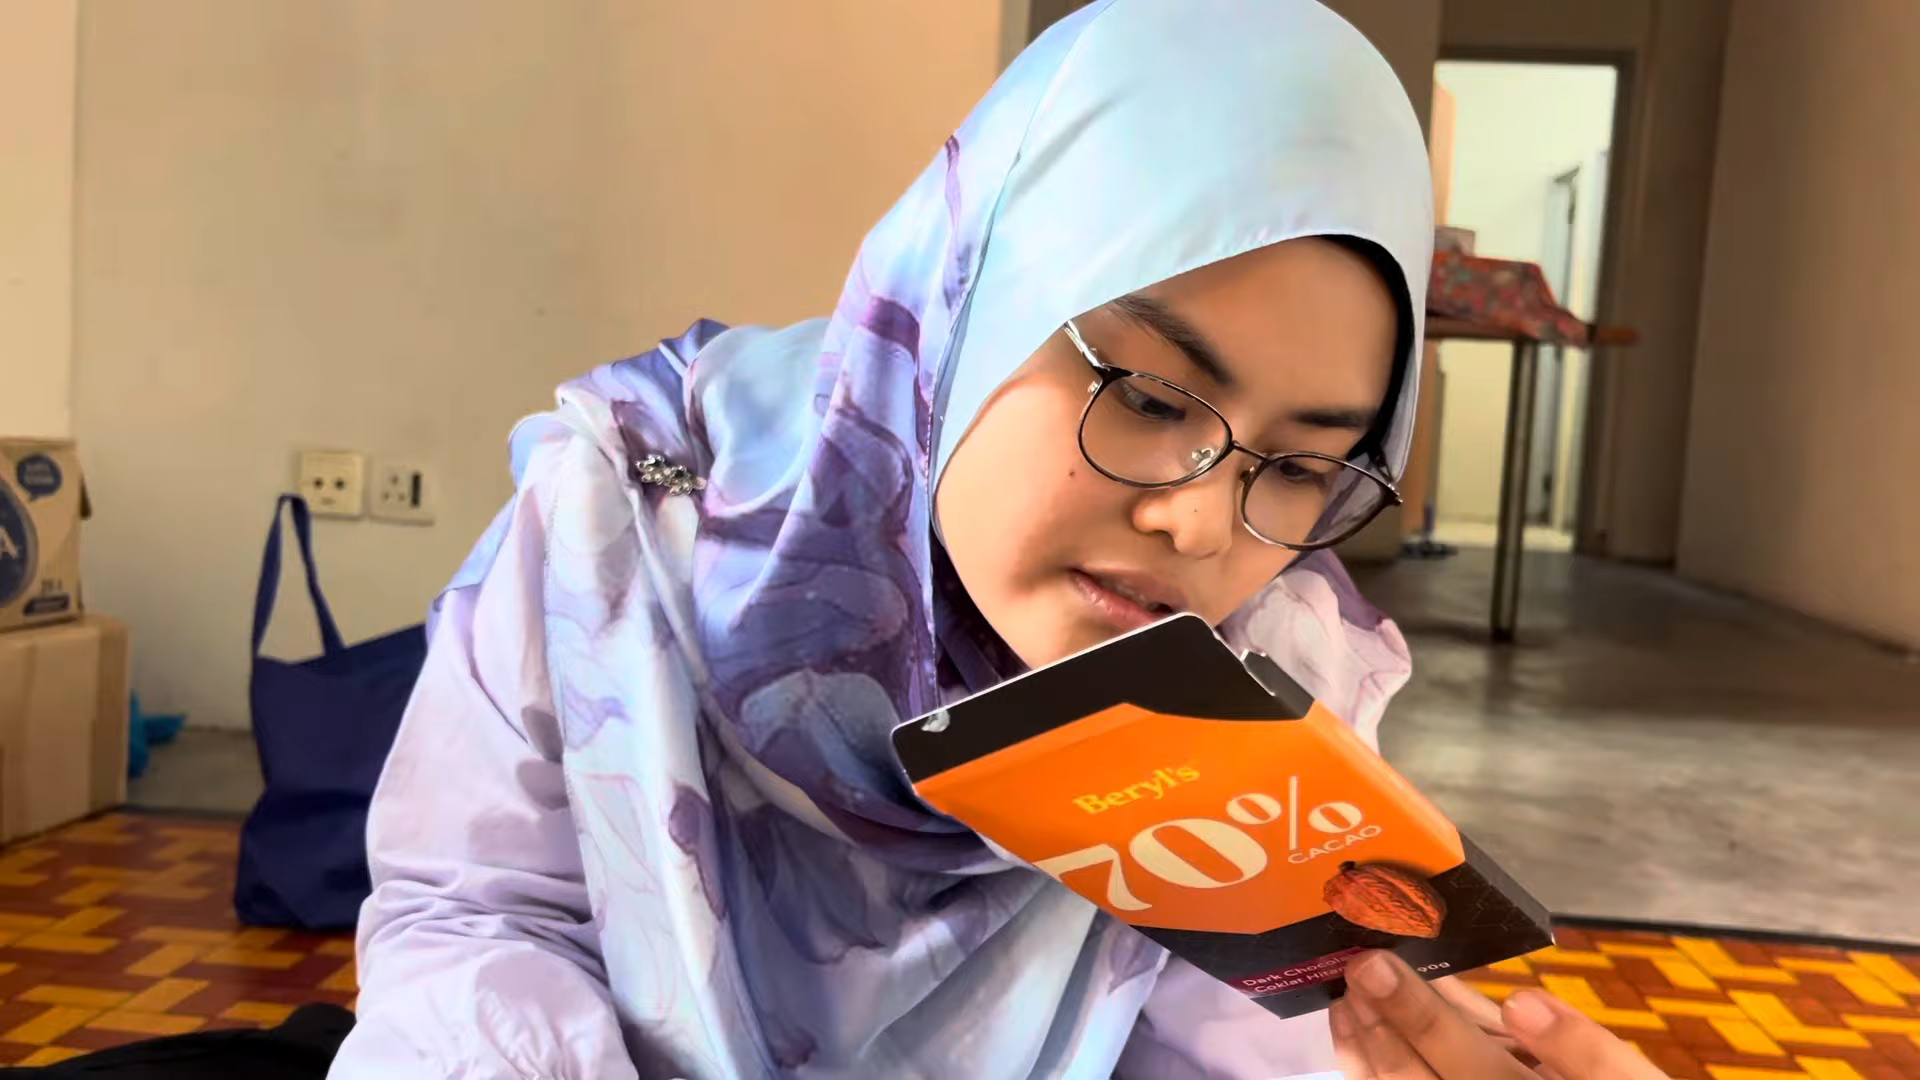 Beryl's
70%
CACAO
Dark Chocola
Coklat Hitam
90g
A